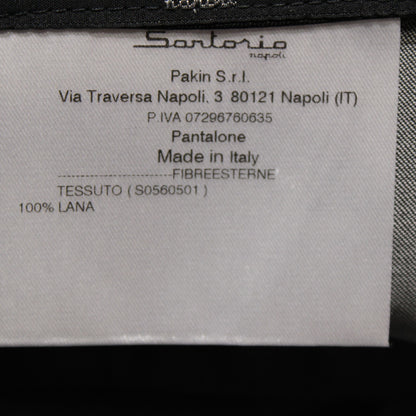 napoli
Sartorio
napoli
Pakin S.r.l.
Via Traversa Napoli, 3 80121 Napoli (IT)
P.IVA 07296760635
Pantalone
Made in Italy
--------------------FIBREESTERNE
TESSUTO ( S0560501 )
100% LANA